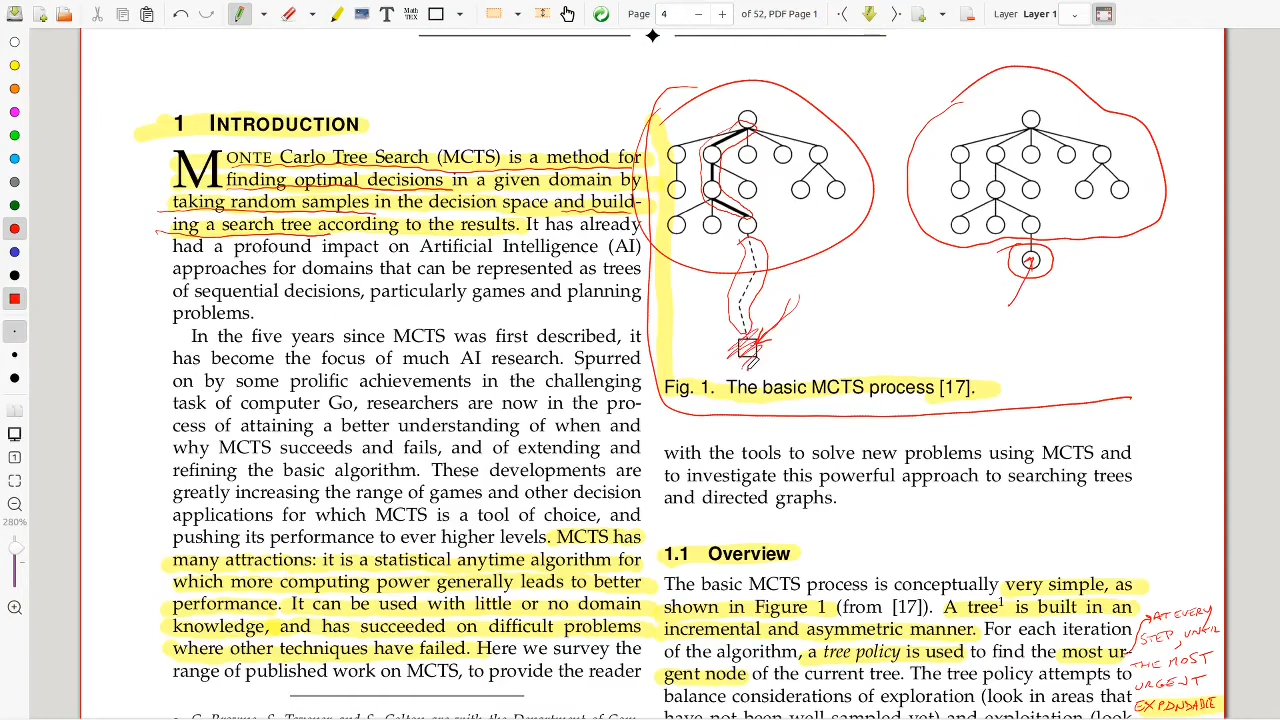 Page 4 of 52, PDF Page 1
Layer Layer 1
T Math TEX
280%
1 INTRODUCTION
MONTE Carlo Tree Search (MCTS) is a method for
finding optimal decisions in a given domain by
taking random samples in the decision space and build-
ing a search tree according to the results. It has already
had a profound impact on Artificial Intelligence (AI)
approaches for domains that can be represented as trees
of sequential decisions, particularly games and planning
problems.
In the five years since MCTS was first described, it
has become the focus of much AI research. Spurred
on by some prolific achievements in the challenging
task of computer Go, researchers are now in the pro-
cess of attaining a better understanding of when and
why MCTS succeeds and fails, and of extending and
refining the basic algorithm. These developments are
greatly increasing the range of games and other decision
applications for which MCTS is a tool of choice, and
pushing its performance to ever higher levels. MCTS has
many attractions: it is a statistical anytime algorithm for
which more computing power generally leads to better
performance. It can be used with little or no domain
knowledge, and has succeeded on difficult problems
where other techniques have failed. Here we survey the
range of published work on MCTS, to provide the reader
Fig. 1. The basic MCTS process [17].
with the tools to solve new problems using MCTS and
to investigate this powerful approach to searching trees
and directed graphs.
1.1 Overview
The basic MCTS process is conceptually very simple, as
shown in Figure 1 (from [17]). A tree¹ is built in an
incremental and asymmetric manner. For each iteration
of the algorithm, a tree policy is used to find the most ur-
gent node of the current tree. The tree policy attempts to
balance considerations of exploration (look in areas that
have not been well sampled yet) and exploitation (look
AT EVERY
STEP, UNTIL
THE MOST
URGENT
EXPANDABLE